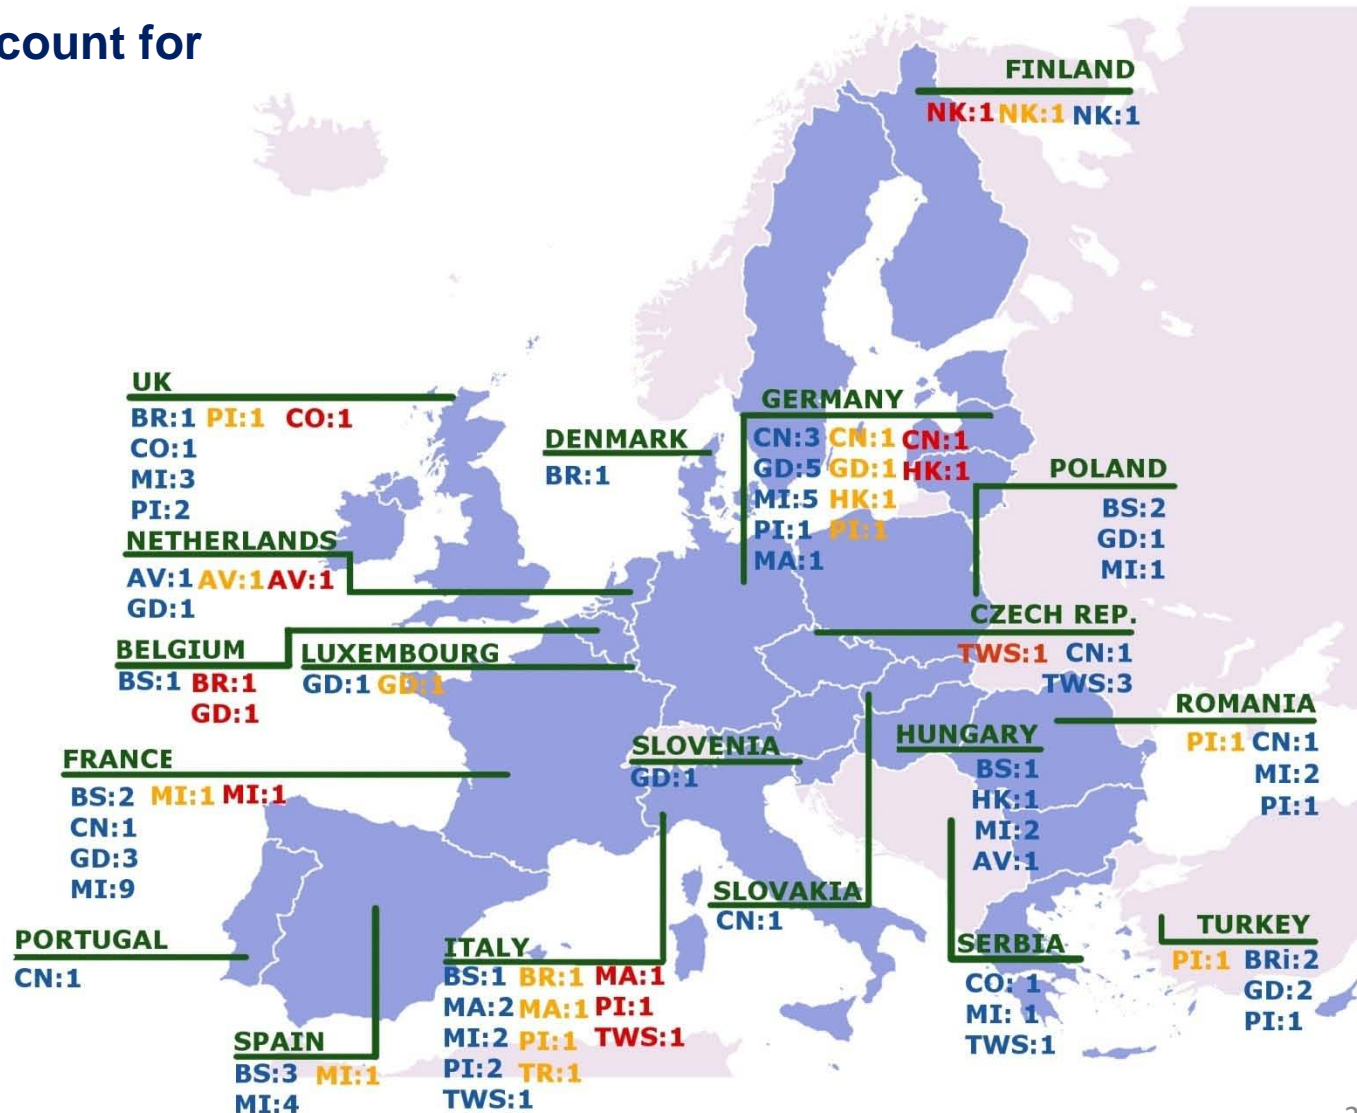 count for
FINLAND
NK:1 NK:1 NK:1
UK
BR:1 PI:1 CO:1
CO:1
MI:3
PI:2
DENMARK
BR:1
GERMANY
CN:3 CN:1 CN:1
GD:5 GD:1 HK:1
MI:5 HK:1
PI:1 PI:1
MA:1
POLAND
BS:2
GD:1
MI:1
NETHERLANDS
AV:1 AV:1 AV:1
GD:1
CZECH REP.
TWS:1 CN:1
TWS:3
BELGIUM
BS:1 BR:1
GD:1
LUXEMBOURG
GD:1 GD:1
ROMANIA
PI:1 CN:1
MI:2
PI:1
FRANCE
BS:2 MI:1 MI:1
CN:1
GD:3
MI:9
SLOVENIA
GD:1
HUNGARY
BS:1
HK:1
MI:2
AV:1
SLOVAKIA
CN:1
PORTUGAL
CN:1
ITALY
BS:1 BR:1 MA:1
MA:2 MA:1 PI:1
MI:2 PI:1 TWS:1
PI:2 TR:1
TWS:1
SERBIA
CO: 1
MI: 1
TWS:1
TURKEY
PI:1 BRi:2
GD:2
PI:1
SPAIN
BS:3 MI:1
MI:4